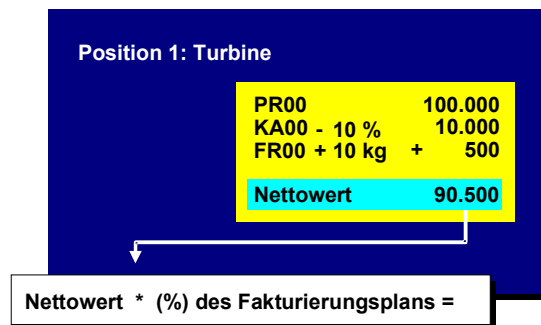 Position 1: Turbine
PR00 100.000
KA00 - 10 % 10.000
FR00 + 10 kg + 500
Nettowert 90.500
Nettowert * (%) des Fakturierungsplans =